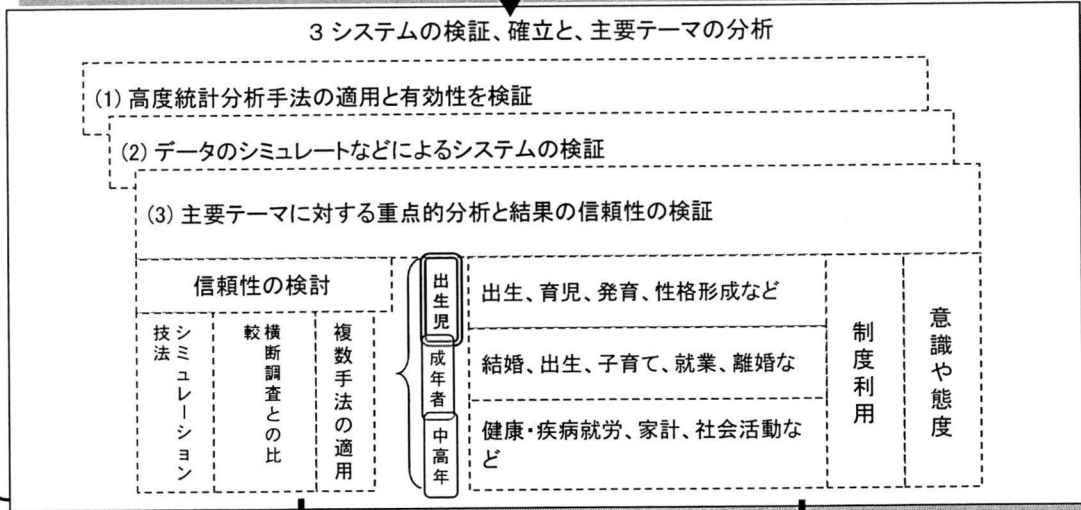 3 システムの検証、確立と、主要テーマの分析
(1) 高度統計分析手法の適用と有効性を検証
(2) データのシミュレートなどによるシステムの検証
(3) 主要テーマに対する重点的分析と結果の信頼性の検証
信頼性の検討
シミュレーション
技法
横断調査との比
較
複数手法の適用
出生児
成年者
中高年
出生、育児、発育、性格形成など
結婚、出生、子育て、就業、離婚な
健康・疾病就労、家計、社会活動な
ど
制度利用
意識や態度